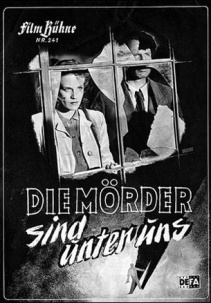 Film Bühne
NR. 241
DIE MÖRDER
sind
unter uns
DEFA